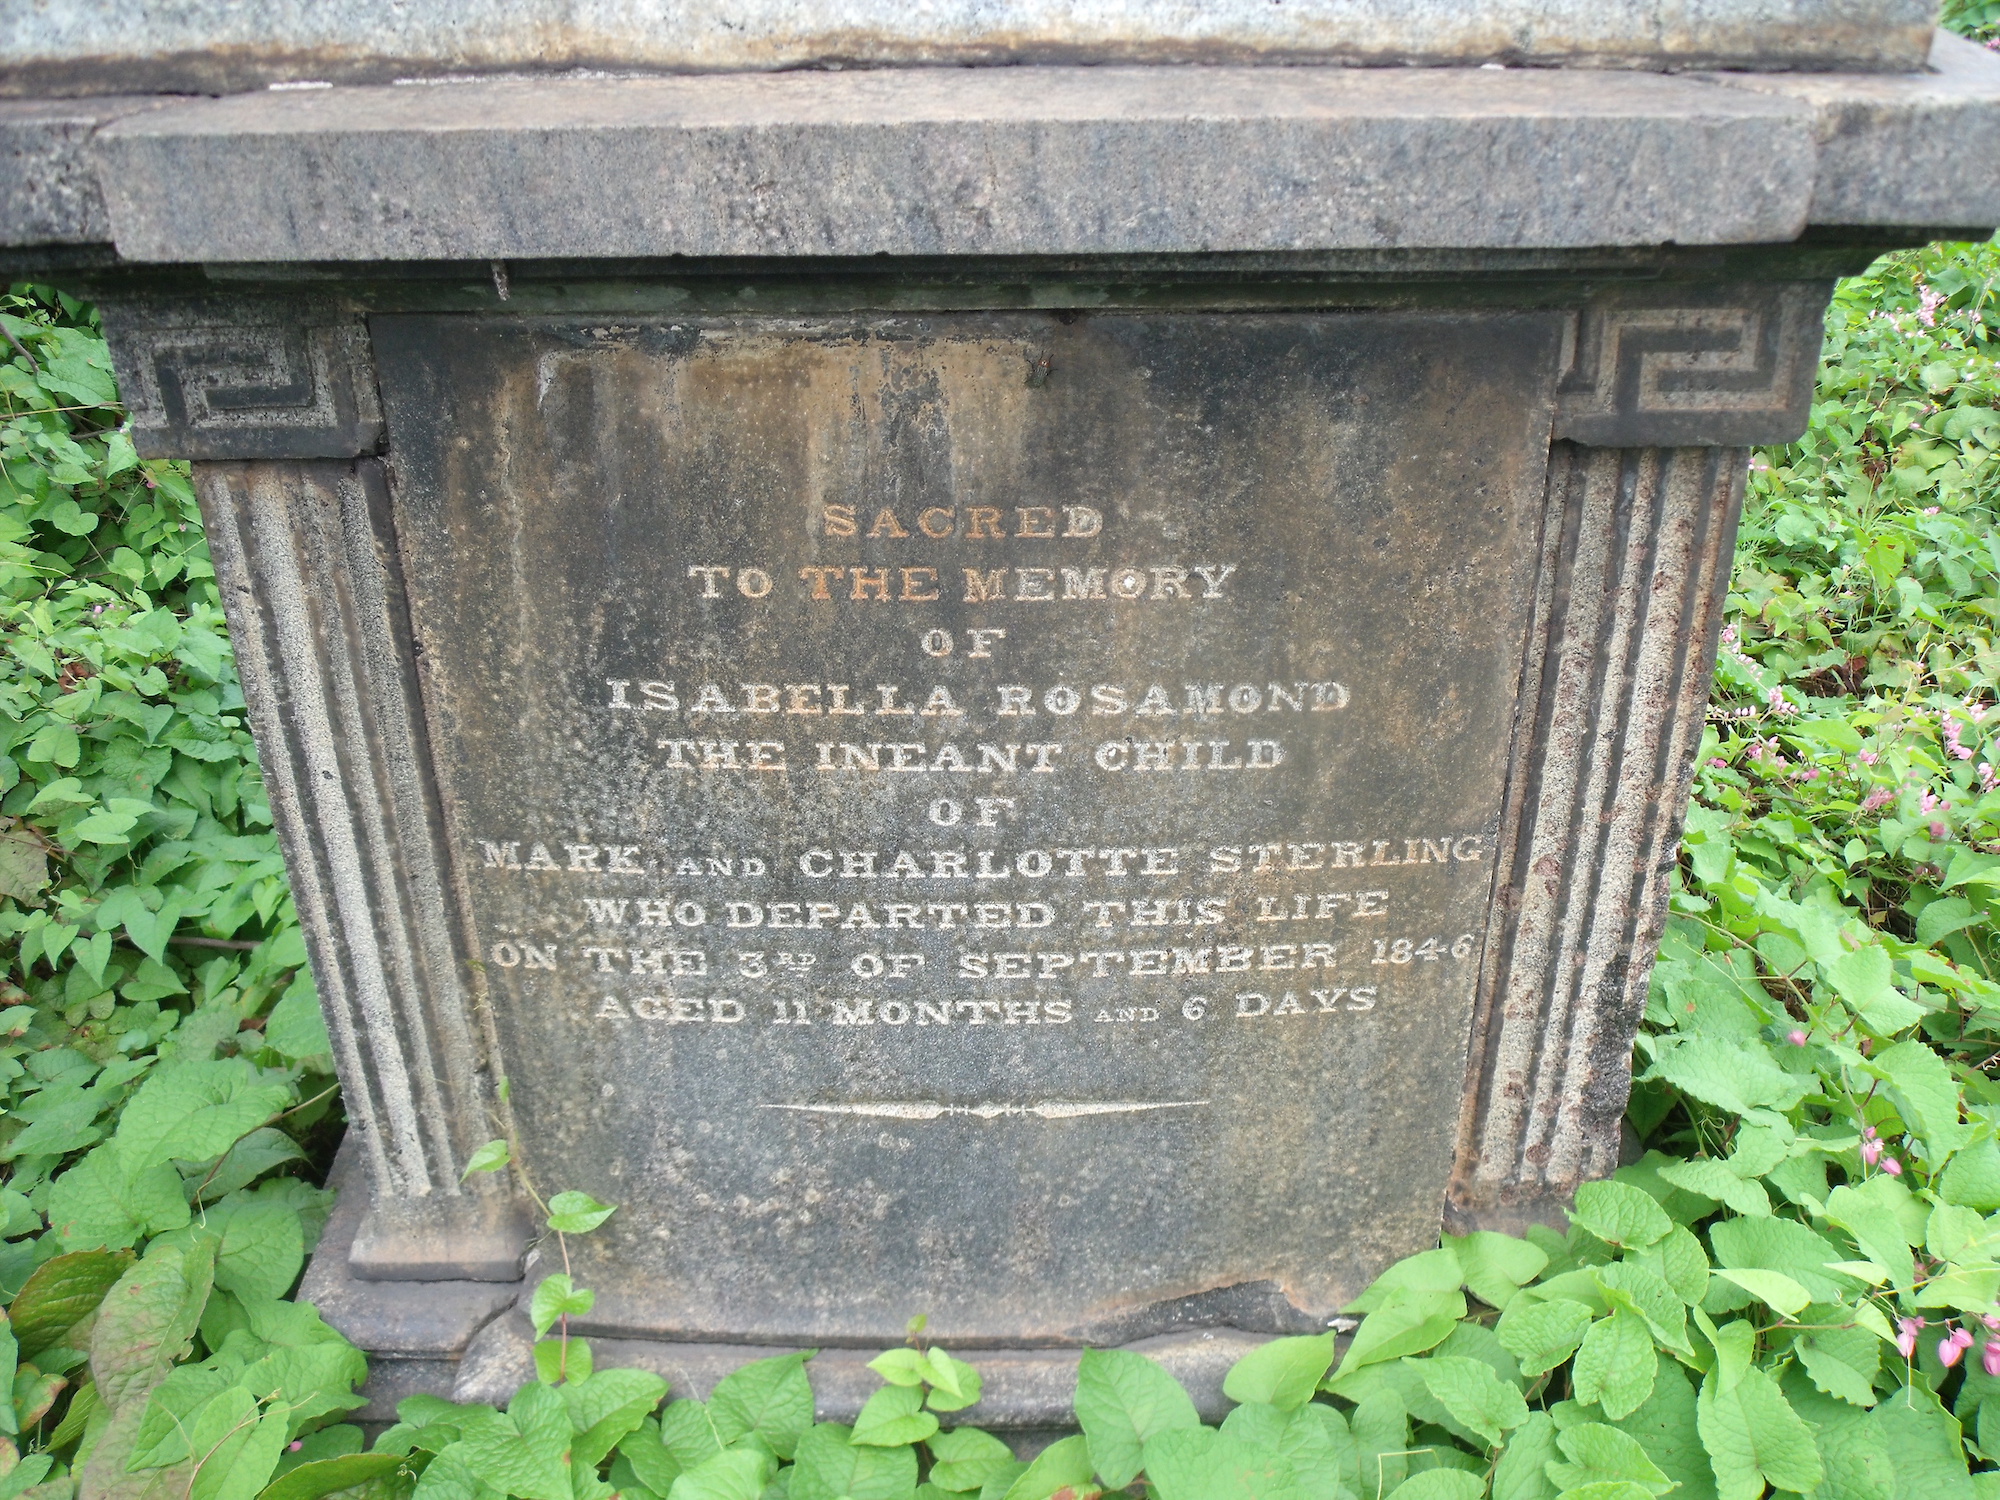 SACRED
TO THE MEMORY
OF
ISABELLA ROSAMOND
THE INFANT CHILD
OF
MARK AND CHARLOTTE STERLING
WHO DEPARTED THIS LIFE
ON THE 3RD OF SEPTEMBER 1846
AGED 11 MONTHS AND 6 DAYS